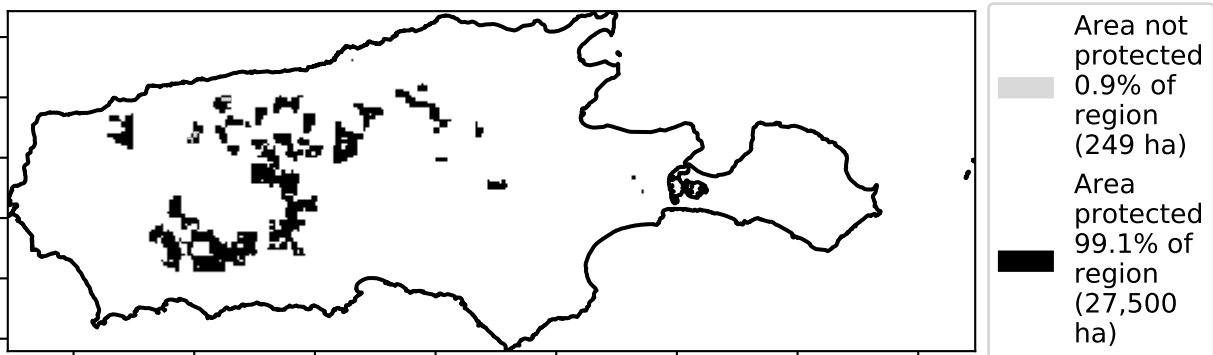 Area not
protected
0.9% of
region
(249 ha)
Area
protected
99.1% of
region
(27,500
ha)